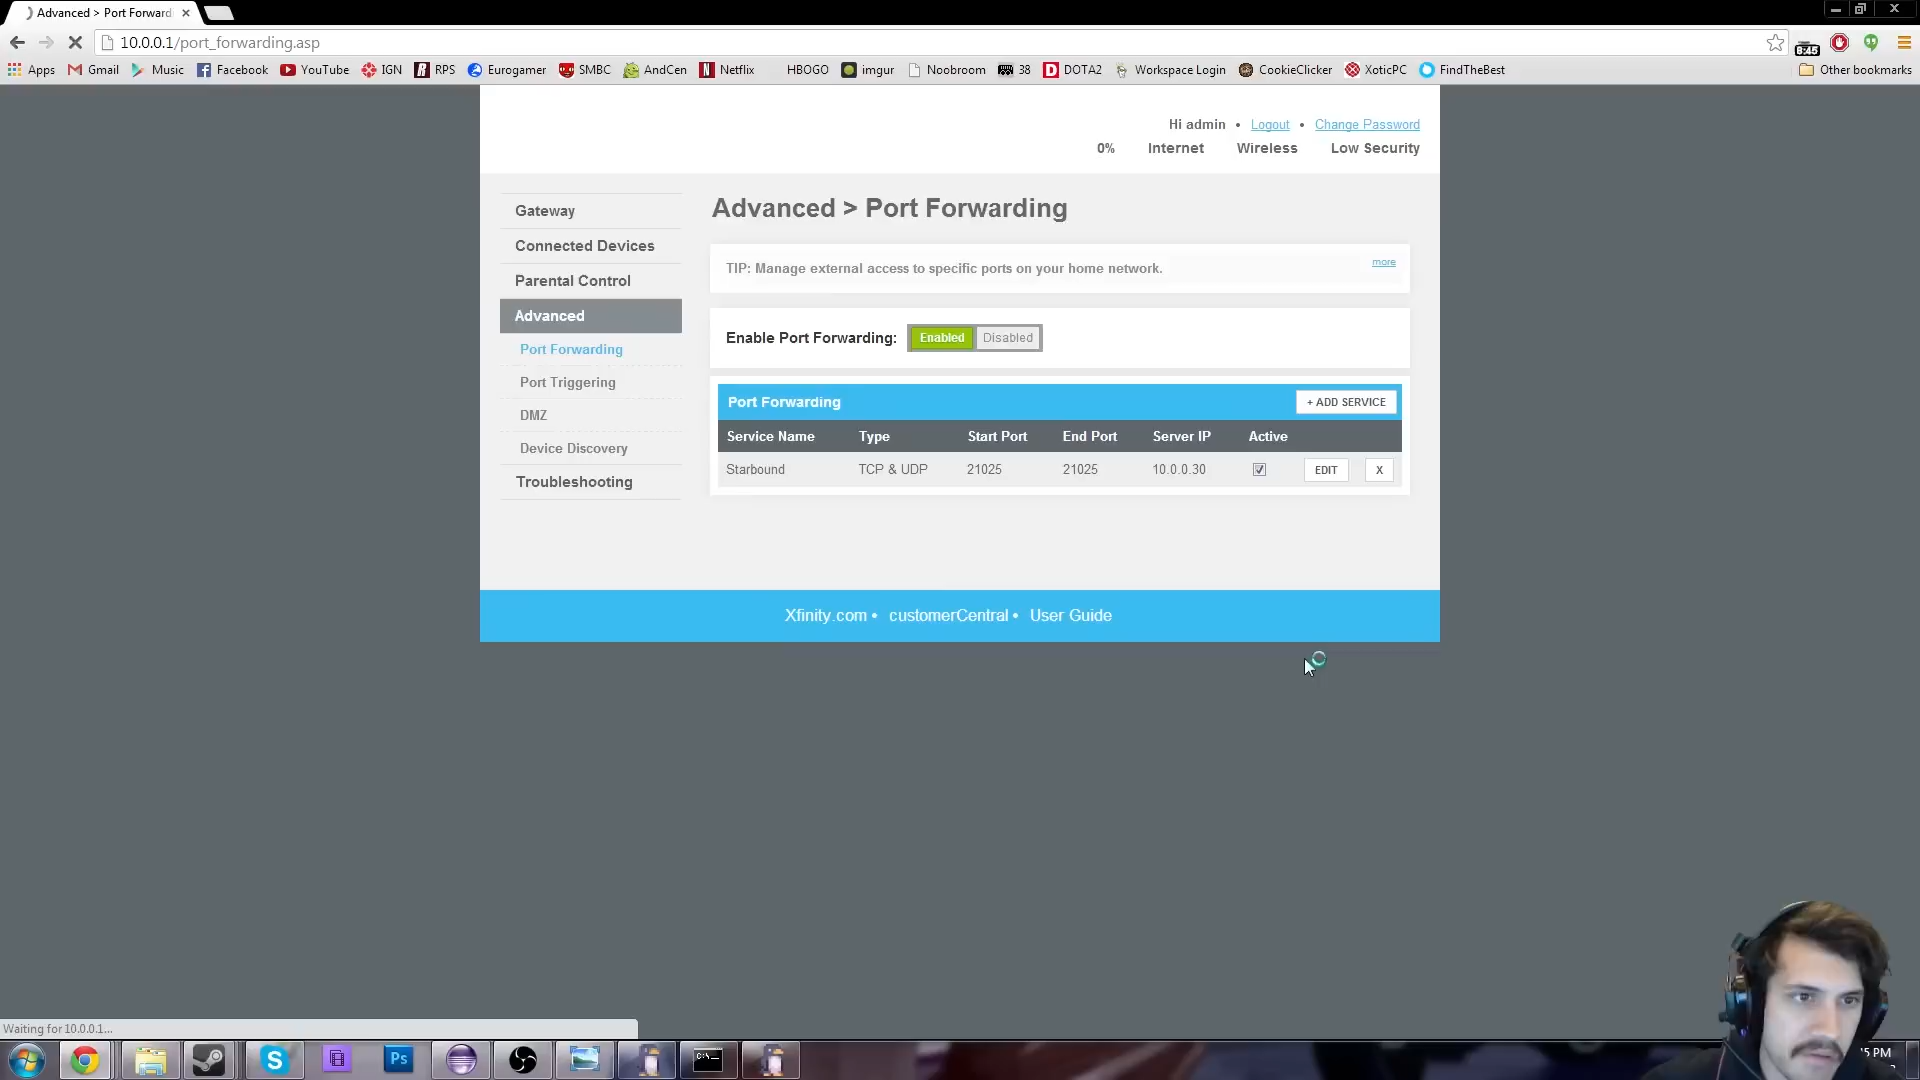 Advanced > Port Forward
10.0.0.1/port_forwarding.asp
8:45
Apps Gmail Music Facebook YouTube IGN RPS Eurogamer SMBC AndCen Netflix HBOGO imgur Noobroom 38 DOTA2 Workspace Login CookieClicker XoticPC FindTheBest Other bookmarks
Hi admin • Logout • Change Password
0% Internet Wireless Low Security
Gateway
Connected Devices
Parental Control
Advanced
Port Forwarding
Port Triggering
DMZ
Device Discovery
Troubleshooting
Advanced > Port Forwarding
TIP: Manage external access to specific ports on your home network. more
Enable Port Forwarding: Enabled Disabled
Port Forwarding + ADD SERVICE
Service Name Type Start Port End Port Server IP Active
Starbound TCP & UDP 21025 21025 10.0.0.30 EDIT X
Xfinity.com • customerCentral • User Guide
Waiting for 10.0.0.1...
Ps
C:\
5 PM